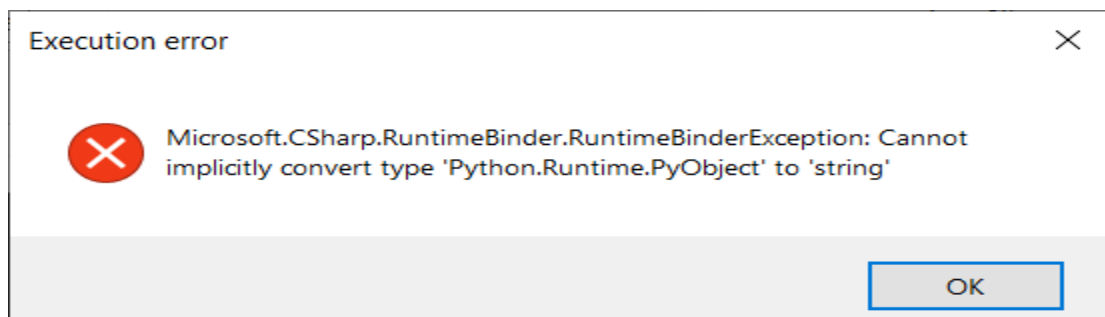 Execution error
Microsoft.CSharp.RuntimeBinder.RuntimeBinderException: Cannot
implicitly convert type 'Python.Runtime.PyObject' to 'string'
OK